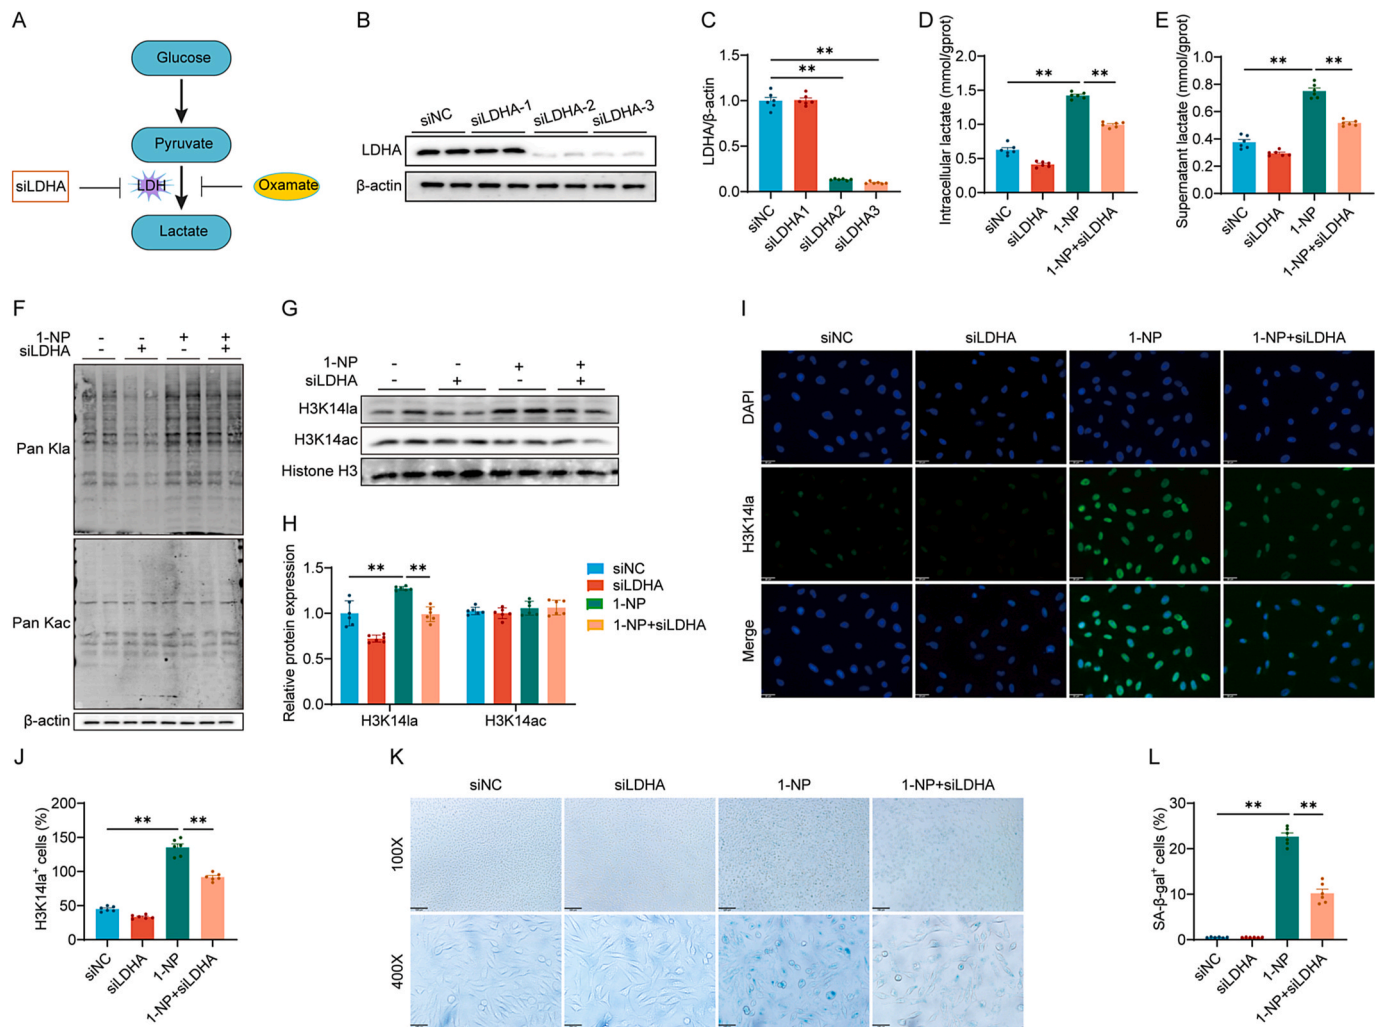 A
Glucose
Pyruvate
siLDHA
LDH
Oxamate
Lactate
B
siNC siLDHA-1 siLDHA-2 siLDHA-3
LDHA
β-actin
C
LDHA/β-actin
1.5
1.0
0.5
0.0
siNC siLDHA1 siLDHA2 siLDHA3
** **
D
Intracellular lactate (mmol/gprot)
2.0
1.5
1.0
0.5
0.0
siNC siLDHA 1-NP 1-NP+siLDHA
** **
E
Supernatant lactate (mmol/gprot)
1.0
0.8
0.6
0.4
0.2
0.0
siNC siLDHA 1-NP 1-NP+siLDHA
** **
F
1-NP - - + +
siLDHA - + - +
Pan Kla
Pan Kac
β-actin
G
1-NP - - + +
siLDHA - + - +
H3K14la
H3K14ac
Histone H3
H
Relative protein expression
1.5
1.0
0.5
0.0
** **
H3K14la H3K14ac
siNC
siLDHA
1-NP
1-NP+siLDHA
I
siNC siLDHA 1-NP 1-NP+siLDHA
DAPI
H3K14la
Merge
J
H3K14la⁺ cells (%)
200
150
100
50
0
** **
siNC siLDHA 1-NP 1-NP+siLDHA
K
siNC siLDHA 1-NP 1-NP+siLDHA
100X
400X
L
SA-β-gal⁺ cells (%)
30
20
10
0
** **
siNC siLDHA 1-NP 1-NP+siLDHA